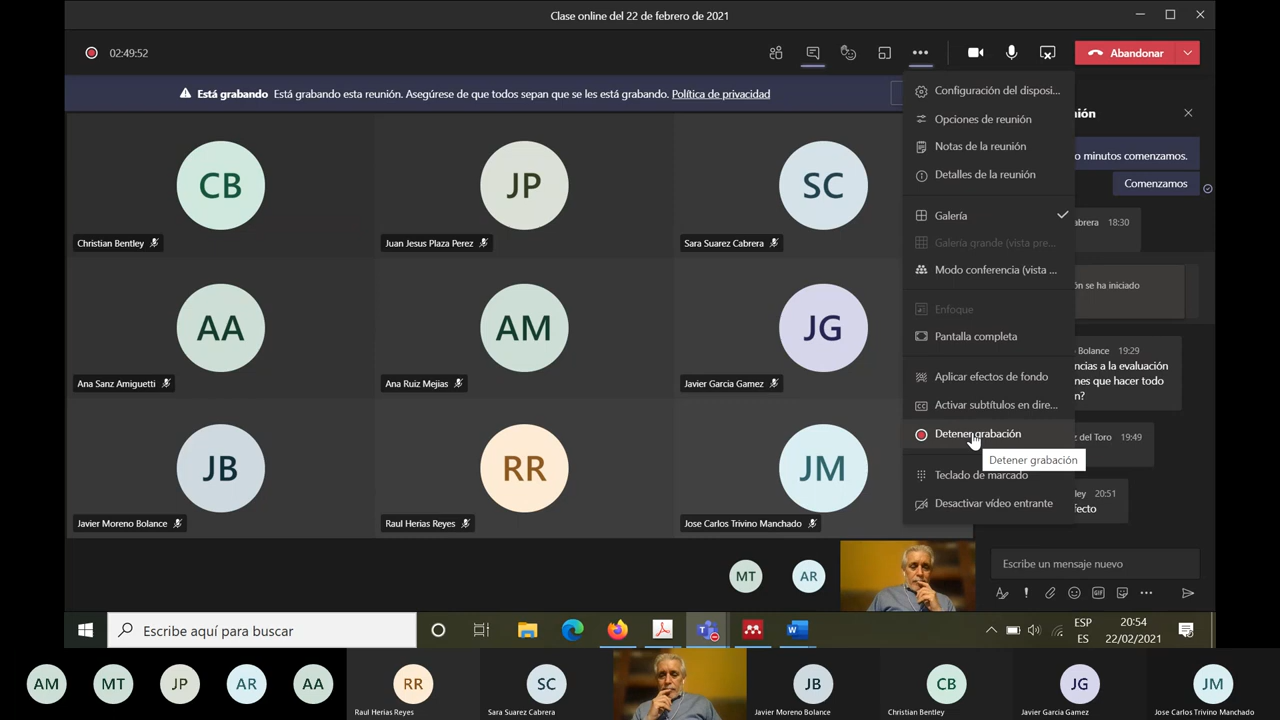 Clase online del 22 de febrero de 2021
02:49:52
Abandonar
Está grabando Está grabando esta reunión. Asegúrese de que todos sepan que se les está grabando. Política de privacidad
Configuración del disposi...
Opciones de reunión
Notas de la reunión
Detalles de la reunión
Galería
Galería grande (vista pre...
Modo conferencia (vista ...
Enfoque
Pantalla completa
Aplicar efectos de fondo
Activar subtítulos en dire...
Detener grabación
Detener grabación
Teclado de marcado
Desactivar vídeo entrante
nión
o minutos comenzamos.
Comenzamos
abrera 18:30
ón se ha iniciado
Bolance 19:29
ncias a la evaluación
nes que hacer todo
n?
z del Toro 19:49
ley 20:51
fecto
Escribe un mensaje nuevo
GIF
CB
JP
SC
Christian Bentley
Juan Jesus Plaza Perez
Sara Suarez Cabrera
AA
AM
JG
Ana Sanz Amiguetti
Ana Ruiz Mejias
Javier Garcia Gamez
JB
RR
JM
Javier Moreno Bolance
Raul Herias Reyes
Jose Carlos Trivino Manchado
MT
AR
Escribe aquí para buscar
ESP
ES
20:54
22/02/2021
AM
MT
JP
AR
AA
RR
SC
JB
CB
JG
JM
Raul Herias Reyes
Sara Suarez Cabrera
Javier Moreno Bolance
Christian Bentley
Javier Garcia Gamez
Jose Carlos Trivino Manchado